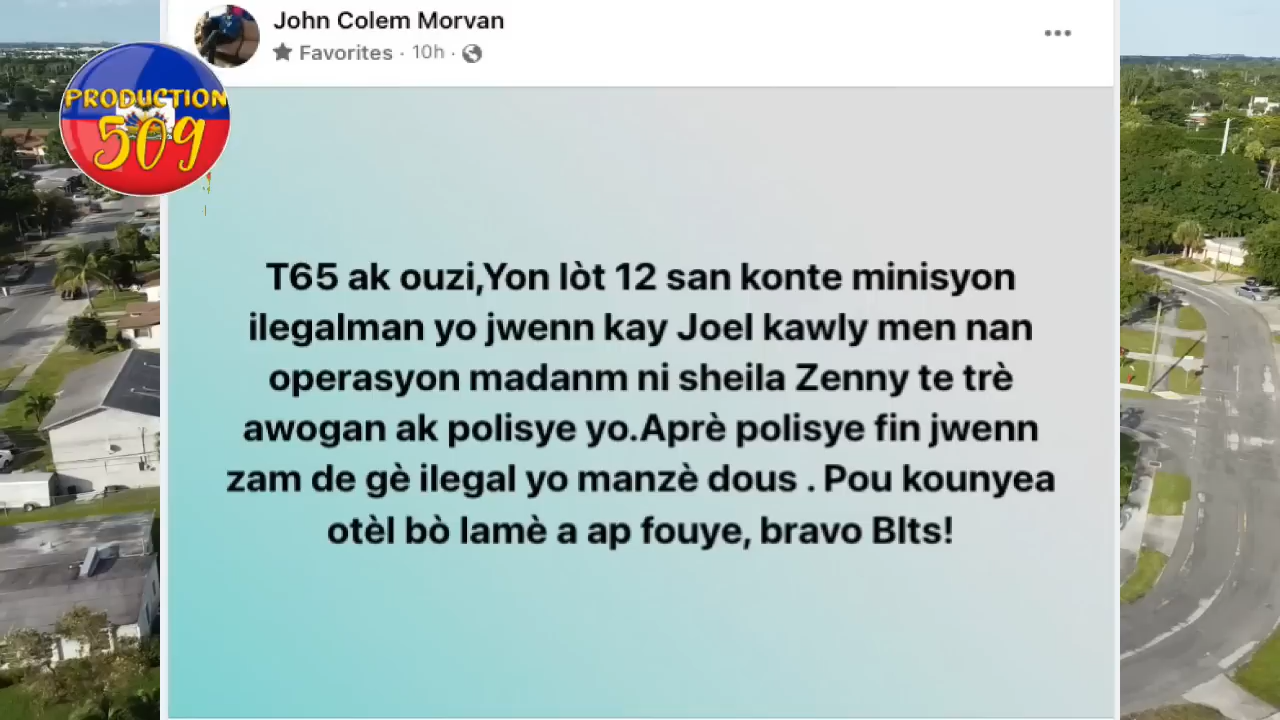 John Colem Morvan
Favorites · 10h ·
PRODUCTION
509
T65 ak ouzi,Yon lòt 12 san konte minisyon
ilegalman yo jwenn kay Joel kawly men nan
operasyon madanm ni sheila Zenny te trè
awogan ak polisye yo.Aprè polisye fin jwenn
zam de gè ilegal yo manzè dous . Pou kounyea
otèl bò lamè a ap fouye, bravo Blts!